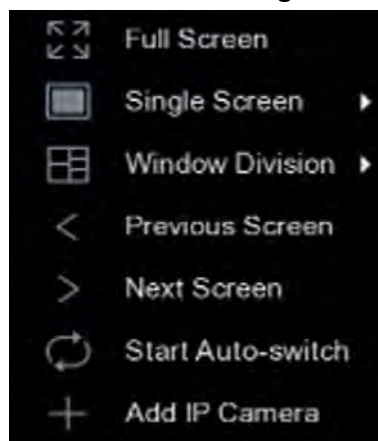 Full Screen
Single Screen
Window Division
Previous Screen
Next Screen
Start Auto-switch
Add IP Camera